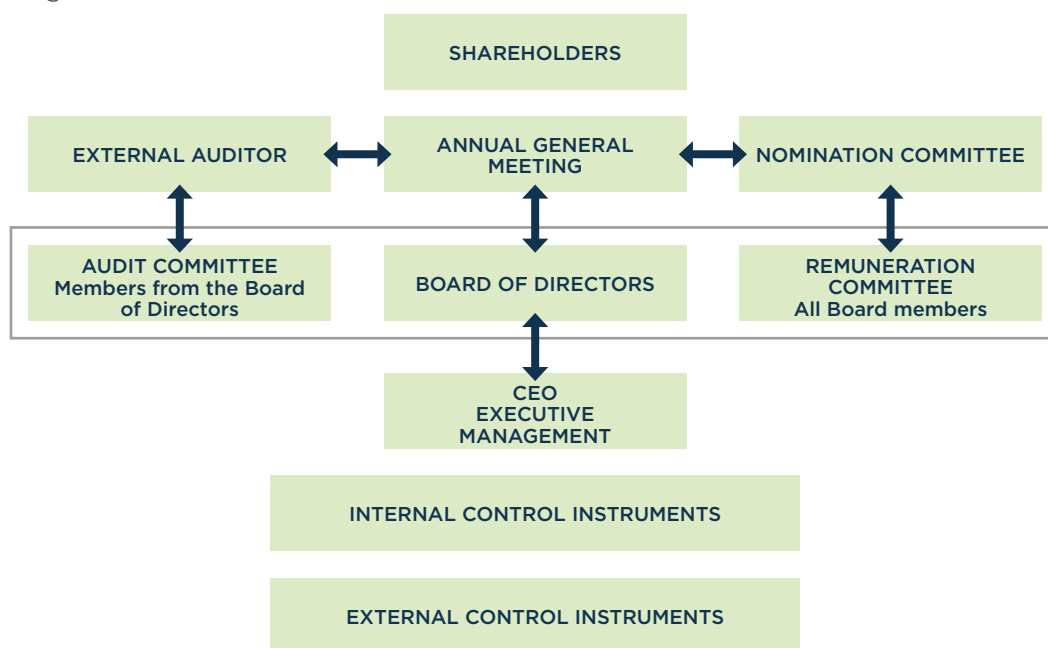 SHAREHOLDERS
EXTERNAL AUDITOR
ANNUAL GENERAL
MEETING
NOMINATION COMMITTEE
AUDIT COMMITTEE
Members from the Board
of Directors
BOARD OF DIRECTORS
REMUNERATION
COMMITTEE
All Board members
CEO
EXECUTIVE
MANAGEMENT
INTERNAL CONTROL INSTRUMENTS
EXTERNAL CONTROL INSTRUMENTS